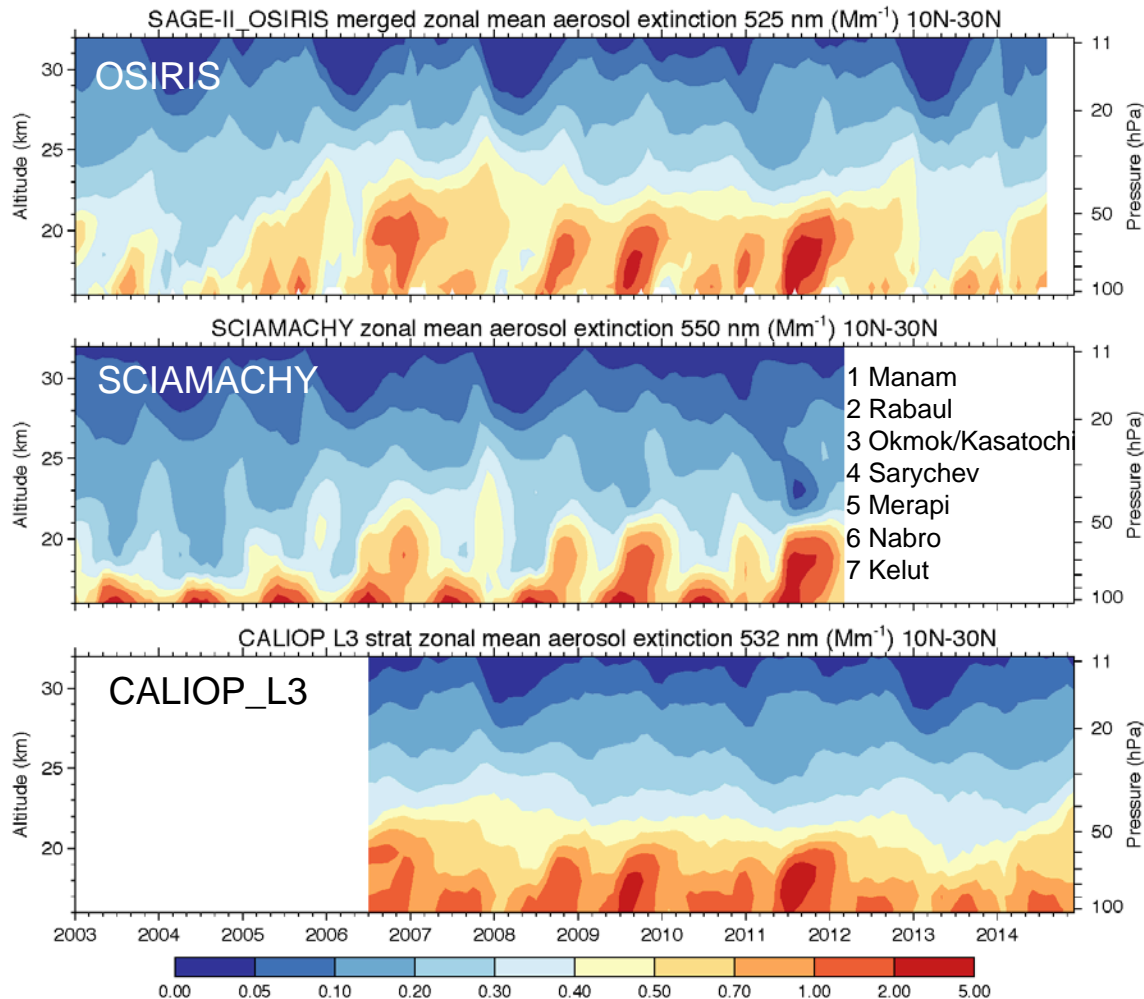 SAGE-II_OSIRIS merged zonal mean aerosol extinction 525 nm (Mm⁻¹) 10N-30N
OSIRIS
30
25
20
Altitude (km)
11
20
50
100
Pressure (hPa)
SCIAMACHY zonal mean aerosol extinction 550 nm (Mm⁻¹) 10N-30N
SCIAMACHY
1 Manam
2 Rabaul
3 Okmok/Kasatochi
4 Sarychev
5 Merapi
6 Nabro
7 Kelut
30
25
20
Altitude (km)
11
20
50
100
Pressure (hPa)
CALIOP L3 strat zonal mean aerosol extinction 532 nm (Mm⁻¹) 10N-30N
CALIOP_L3
30
25
20
Altitude (km)
11
20
50
100
Pressure (hPa)
2003 2004 2005 2006 2007 2008 2009 2010 2011 2012 2013 2014
0.00 0.05 0.10 0.20 0.30 0.40 0.50 0.70 1.00 2.00 5.00